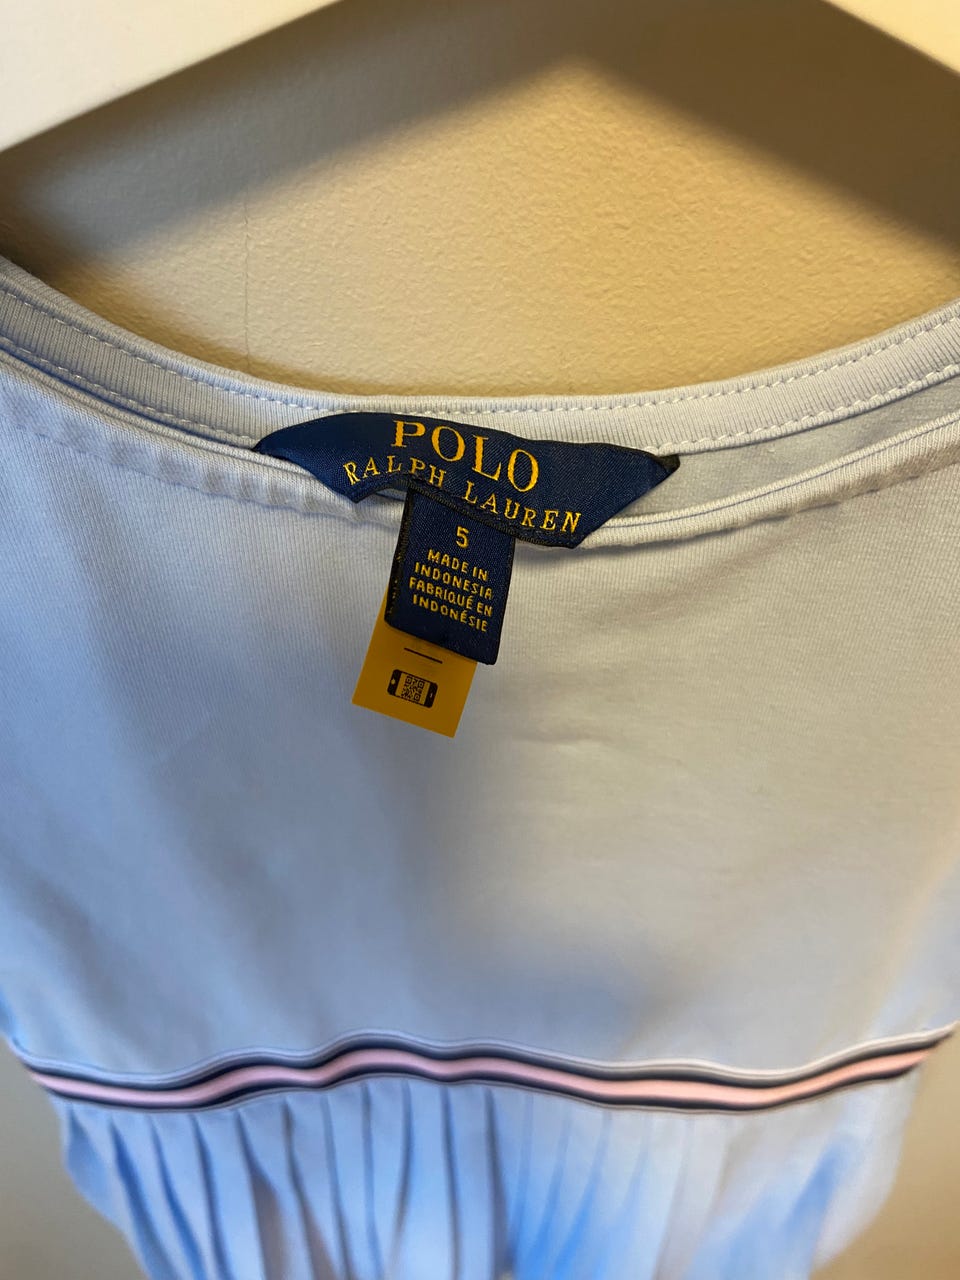 POLO
RALPH LAUREN
5
MADE IN
INDONESIA
FABRIQUÉ EN
INDONÉSIE